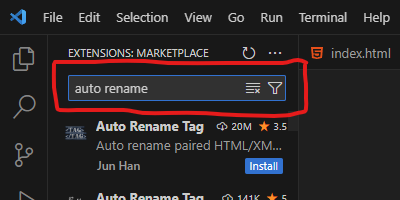 File Edit Selection View Go Run Terminal Help
EXTENSIONS: MARKETPLACE
index.html
auto rename
Auto Rename Tag 20M 3.5
Auto rename paired HTML/XM...
Jun Han Install
Auto Rename Tag 141K 5